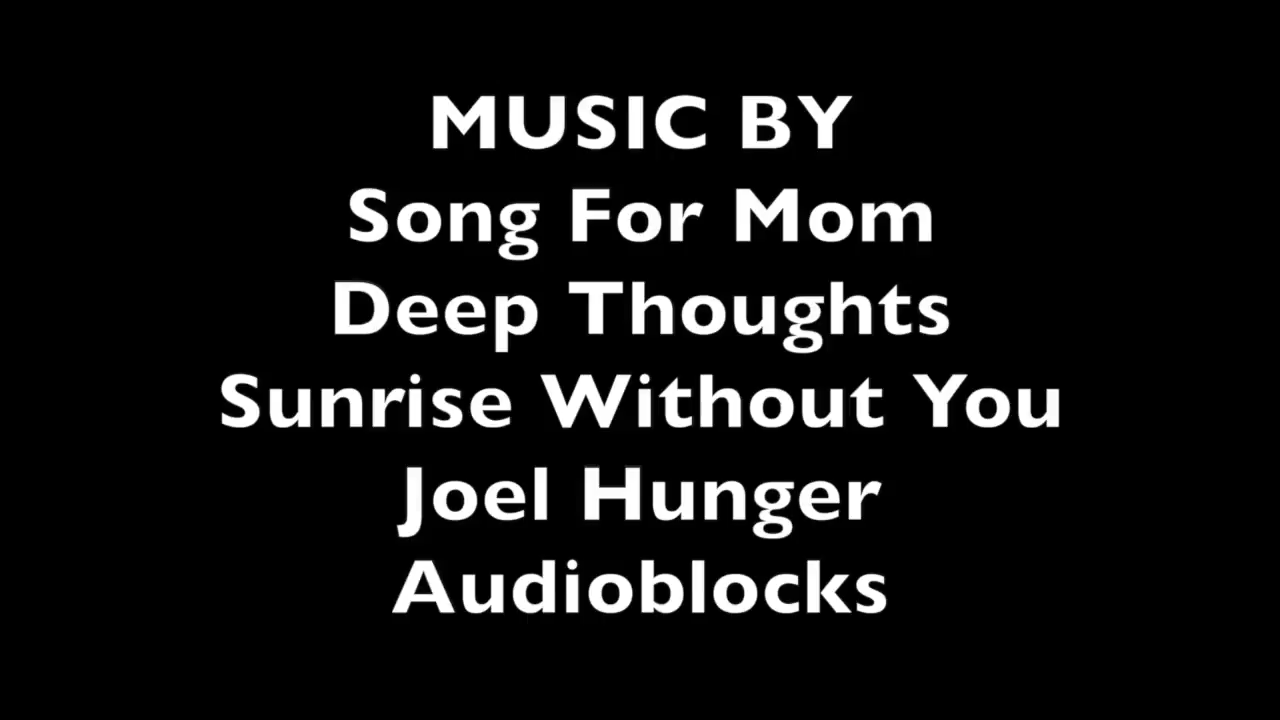 MUSIC BY
Song For Mom
Deep Thoughts
Sunrise Without You
Joel Hunger
Audioblocks